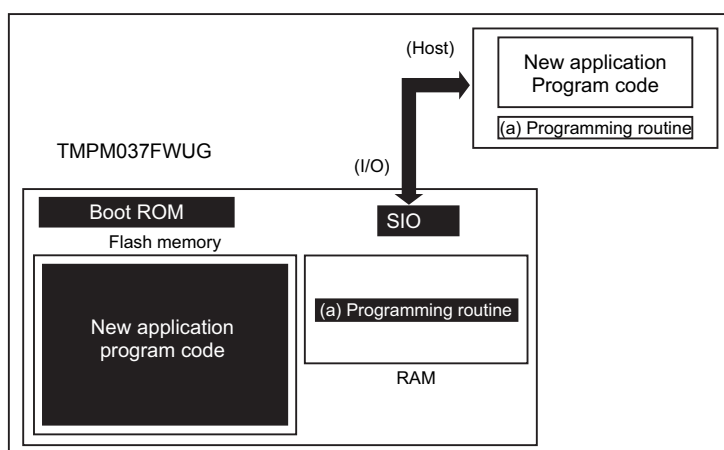 (Host)
New application
Program code
(a) Programming routine
TMPM037FWUG
(I/O)
Boot ROM
SIO
Flash memory
New application
program code
(a) Programming routine
RAM